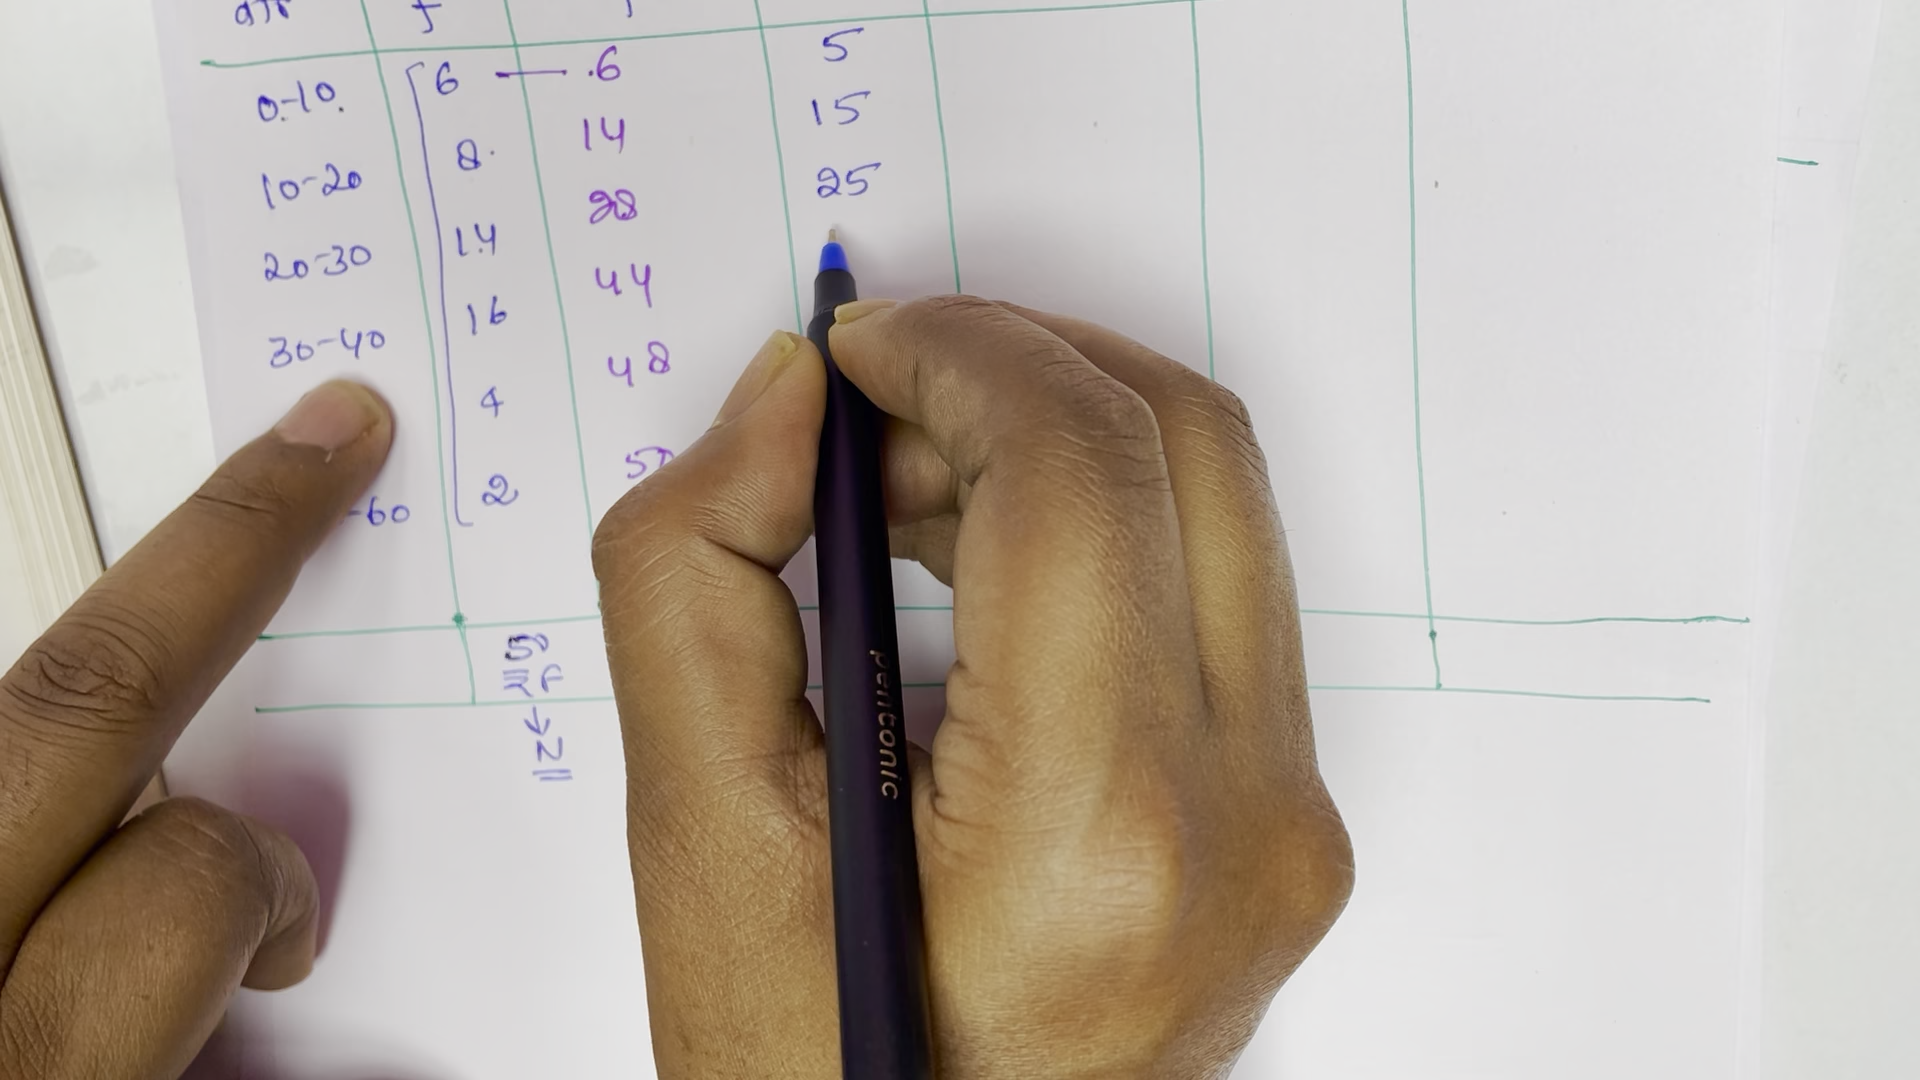 f
0-10. 6 — .6 5
10-20 8. 14 15
20-30 14 28 25
30-40 16 44
4 48
-60 2 50
50
Σf
↓
N
pentonic